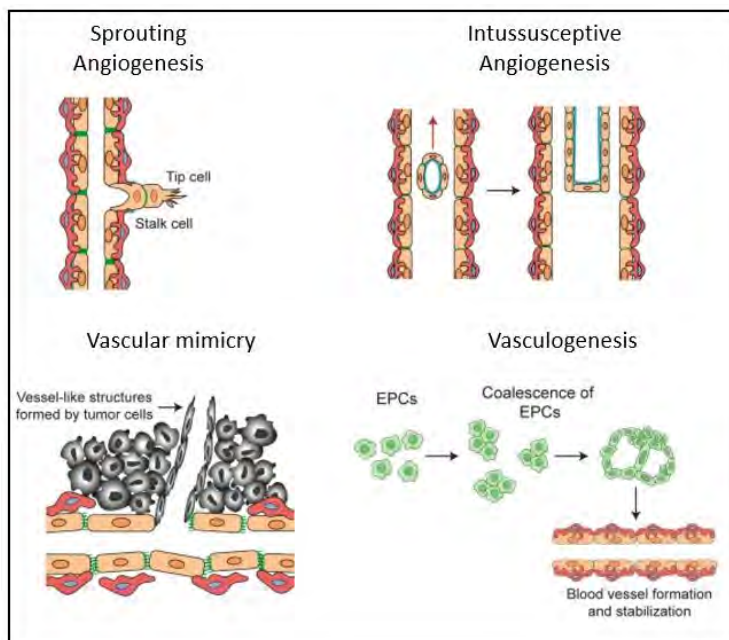 Sprouting
Angiogenesis
Intussusceptive
Angiogenesis
Tip cell
Stalk cell
Vascular mimicry
Vasculogenesis
Vessel-like structures
formed by tumor cells
EPCs
Coalescence of
EPCs
Blood vessel formation
and stabilization